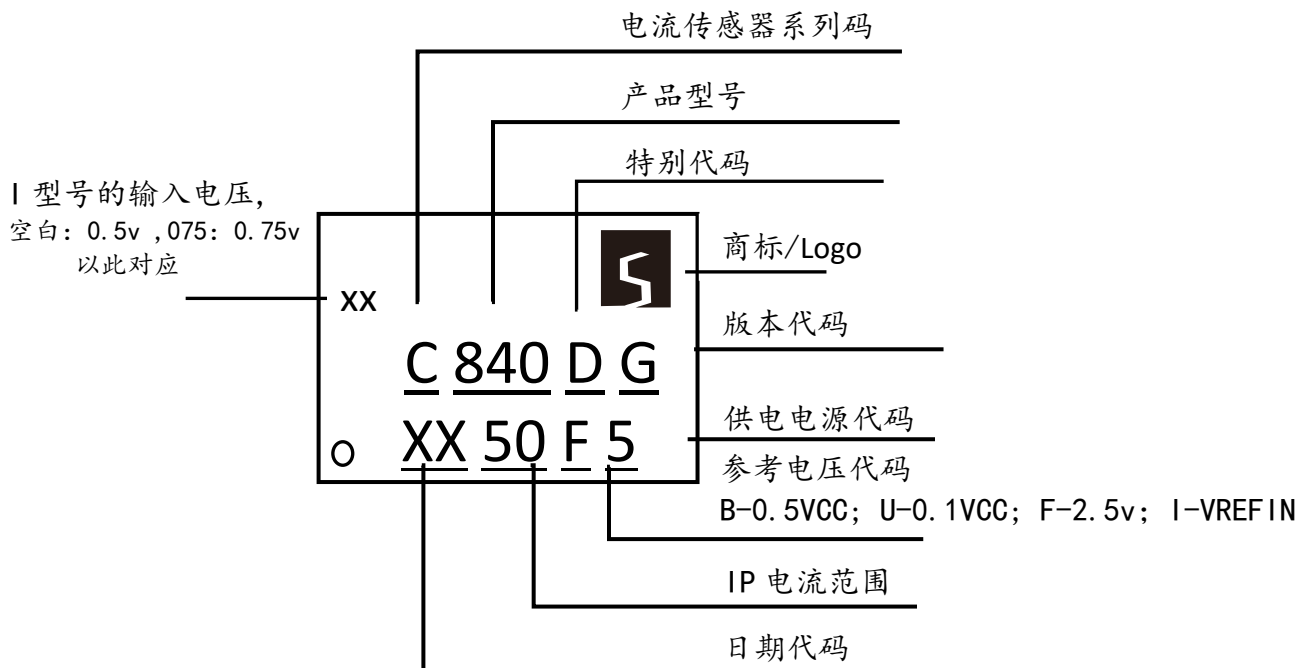 电流传感器系列码
产品型号
特别代码
I 型号的输入电压,
空白: 0.5v ,075: 0.75v
以此对应
商标/Logo
XX
版本代码
C 840 D G
供电电源代码
XX 50 F 5
参考电压代码
B-0.5VCC; U-0.1VCC; F-2.5v; I-VREFIN
IP 电流范围
日期代码